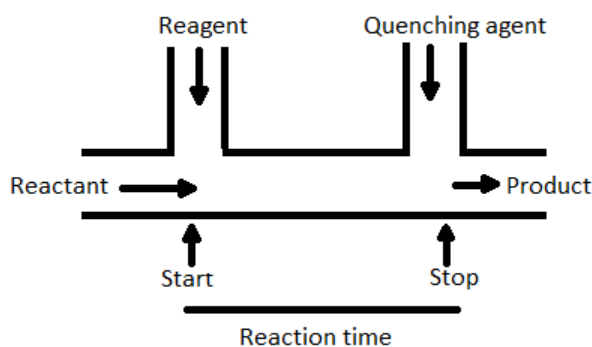 Reagent
Quenching agent
Reactant
Product
Start
Stop
Reaction time